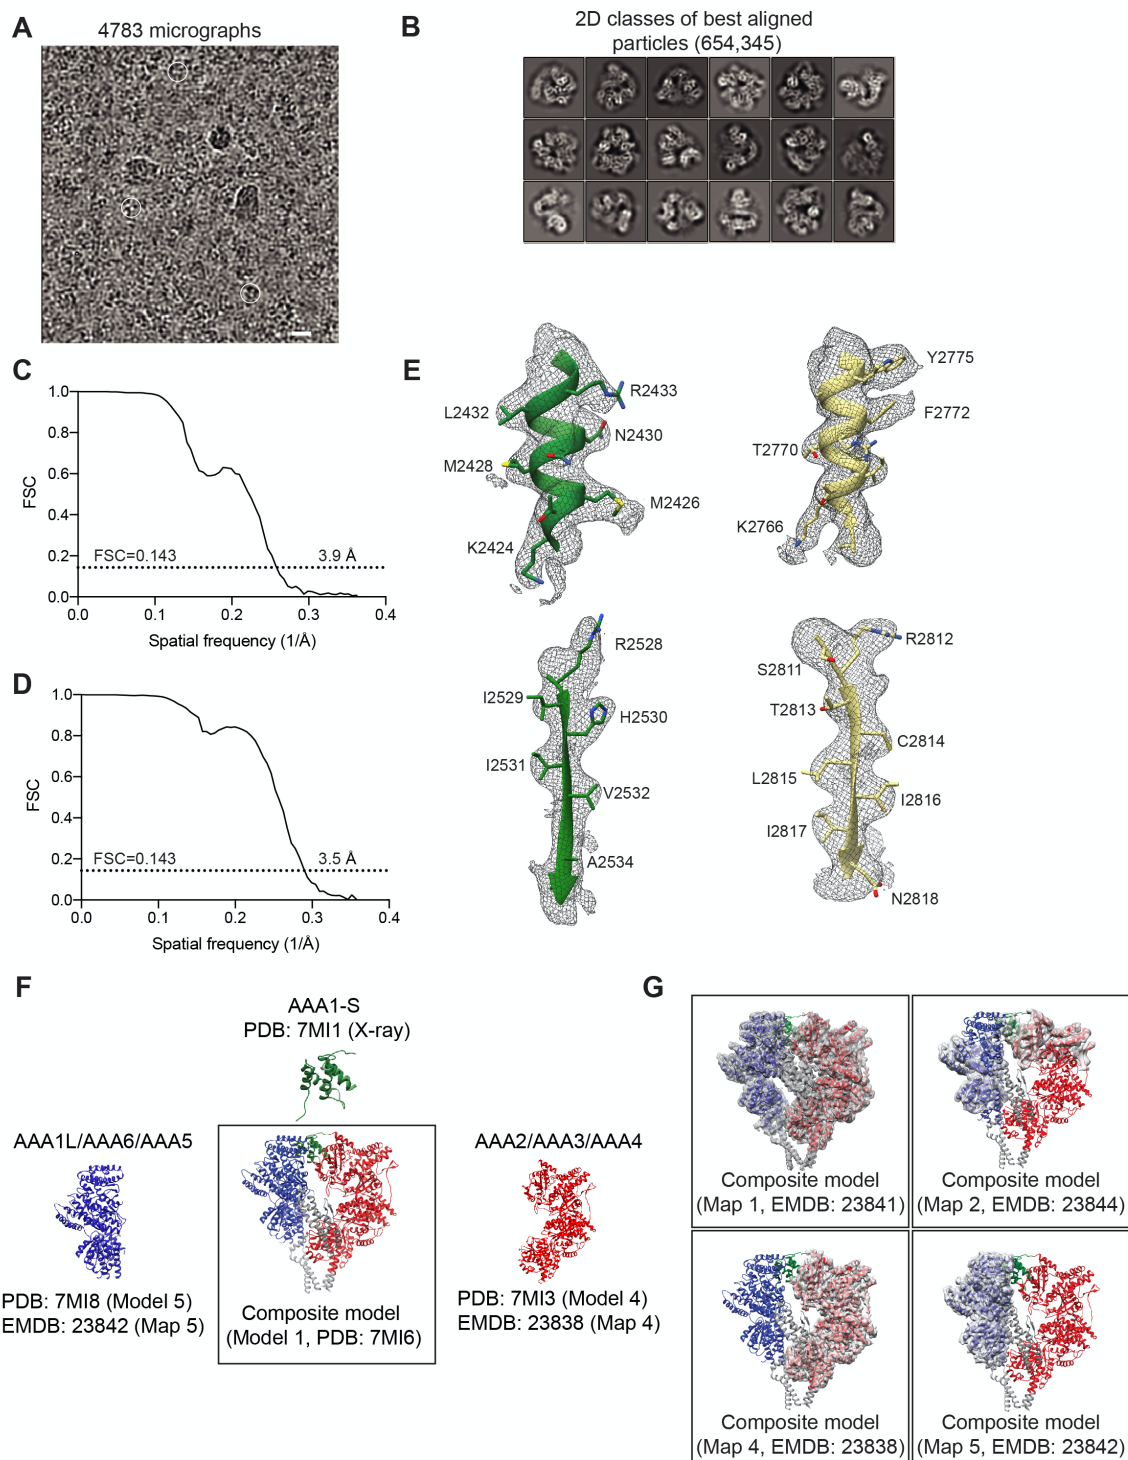 A
4783 micrographs
B
2D classes of best aligned
particles (654,345)
C
1.0
0.8
0.6
0.4
0.2
0.0
FSC
FSC=0.143
3.9 Å
0.0
0.1
0.2
0.3
0.4
Spatial frequency (1/Å)
D
1.0
0.8
0.6
0.4
0.2
0.0
FSC
FSC=0.143
3.5 Å
0.0
0.1
0.2
0.3
0.4
Spatial frequency (1/Å)
E
R2433
L2432
N2430
M2428
M2426
K2424
Y2775
F2772
T2770
K2766
R2528
I2529
H2530
I2531
V2532
A2534
R2812
S2811
T2813
C2814
L2815
I2816
I2817
N2818
F
AAA1-S
PDB: 7MI1 (X-ray)
AAA1L/AAA6/AAA5
PDB: 7MI8 (Model 5)
EMDB: 23842 (Map 5)
Composite model
(Model 1, PDB: 7MI6)
AAA2/AAA3/AAA4
PDB: 7MI3 (Model 4)
EMDB: 23838 (Map 4)
G
Composite model
(Map 1, EMDB: 23841)
Composite model
(Map 2, EMDB: 23844)
Composite model
(Map 4, EMDB: 23838)
Composite model
(Map 5, EMDB: 23842)